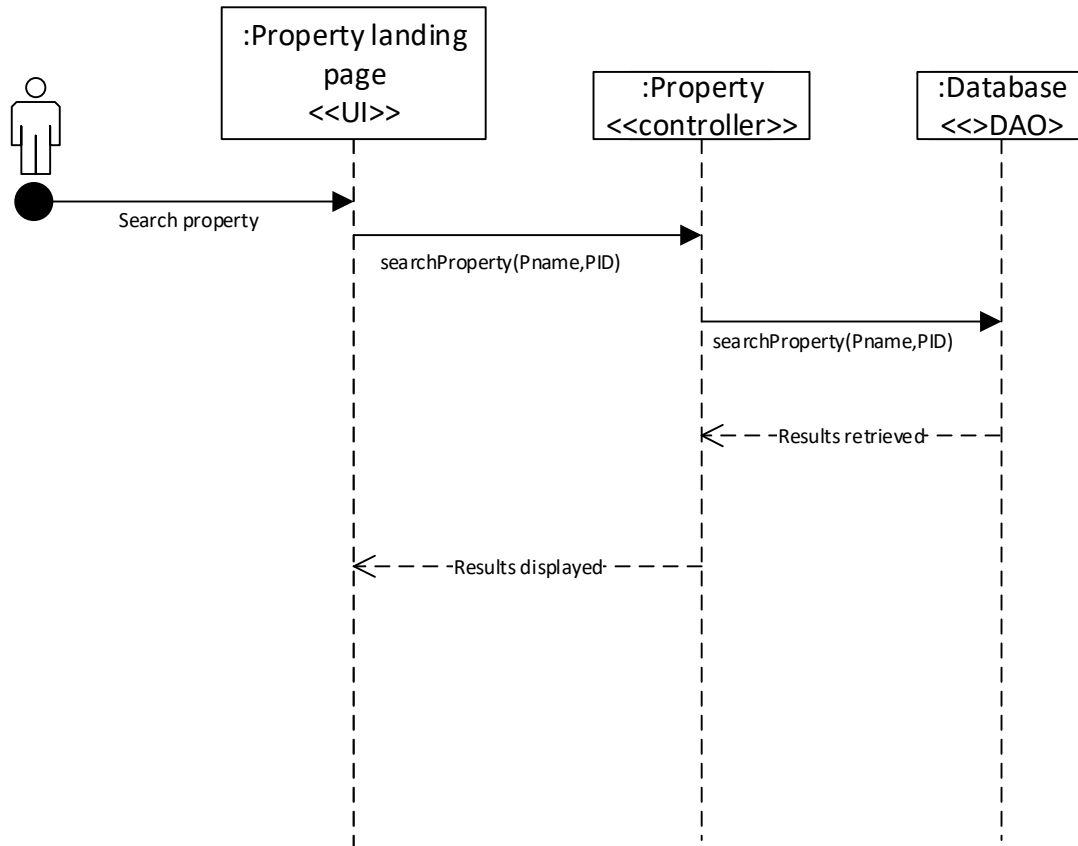 :Property landing
page
<<UI>>
:Property
<<controller>>
:Database
<<>DAO>
Search property
searchProperty(Pname,PID)
searchProperty(Pname,PID)
Results retrieved
Results displayed